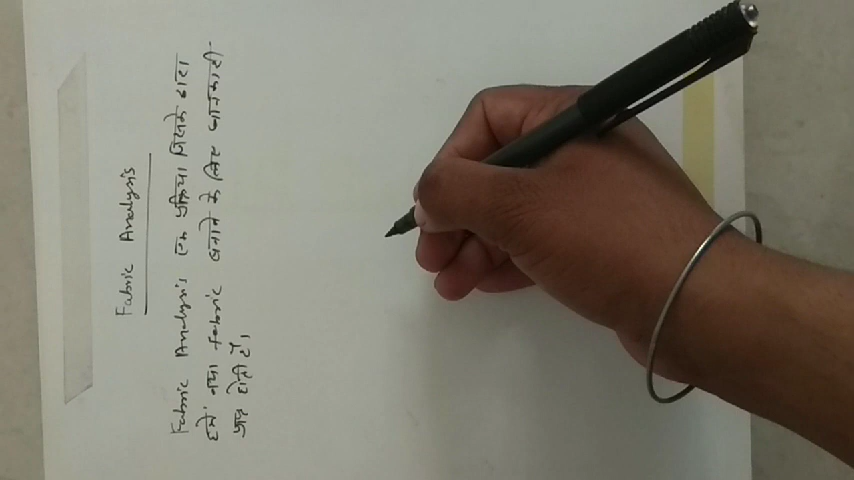 Fabric Analysis
Fabric Analysis एक प्रक्रिया जिसके द्वारा
हमें नया fabric बनाने के लिए जानकारी
प्राप्त होती है।